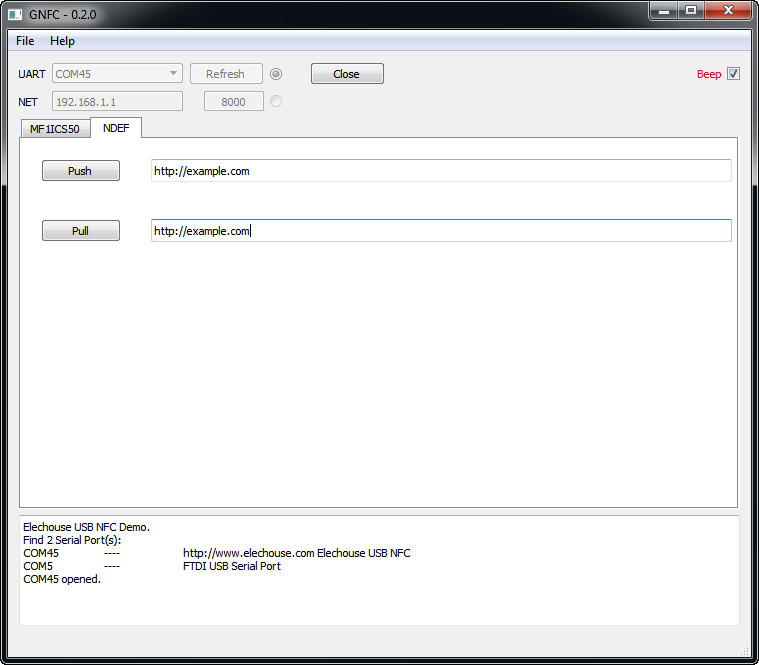 GNFC - 0.2.0
File Help
UART COM45 Refresh Close Beep
NET 192.168.1.1 8000
MF1ICS50 NDEF
Push http://example.com
Pull http://example.com
Elechouse USB NFC Demo.
Find 2 Serial Port(s):
COM45 ---- http://www.elechouse.com Elechouse USB NFC
COM5 ---- FTDI USB Serial Port
COM45 opened.